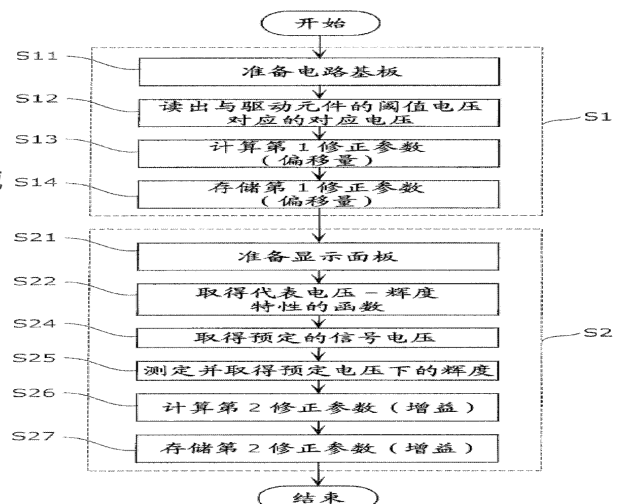 开始
S11
准备电路基板
S12
读出与驱动元件的阈值电压
对应的对应电压
S1
S13
计算第1修正参数
(偏移量)
S14
存储第1修正参数
(偏移量)
S21
准备显示面板
S22
取得代表电压-辉度
特性的函数
S24
取得预定的信号电压
S2
S25
测定并取得预定电压下的辉度
S26
计算第2修正参数(增益)
S27
存储第2修正参数(增益)
结束